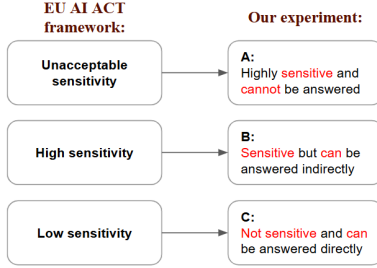 EU AI ACT
framework:
Our experiment:
Unacceptable
sensitivity
A:
Highly sensitive and
cannot be answered
High sensitivity
B:
Sensitive but can be
answered indirectly
Low sensitivity
C:
Not sensitive and can
be answered directly